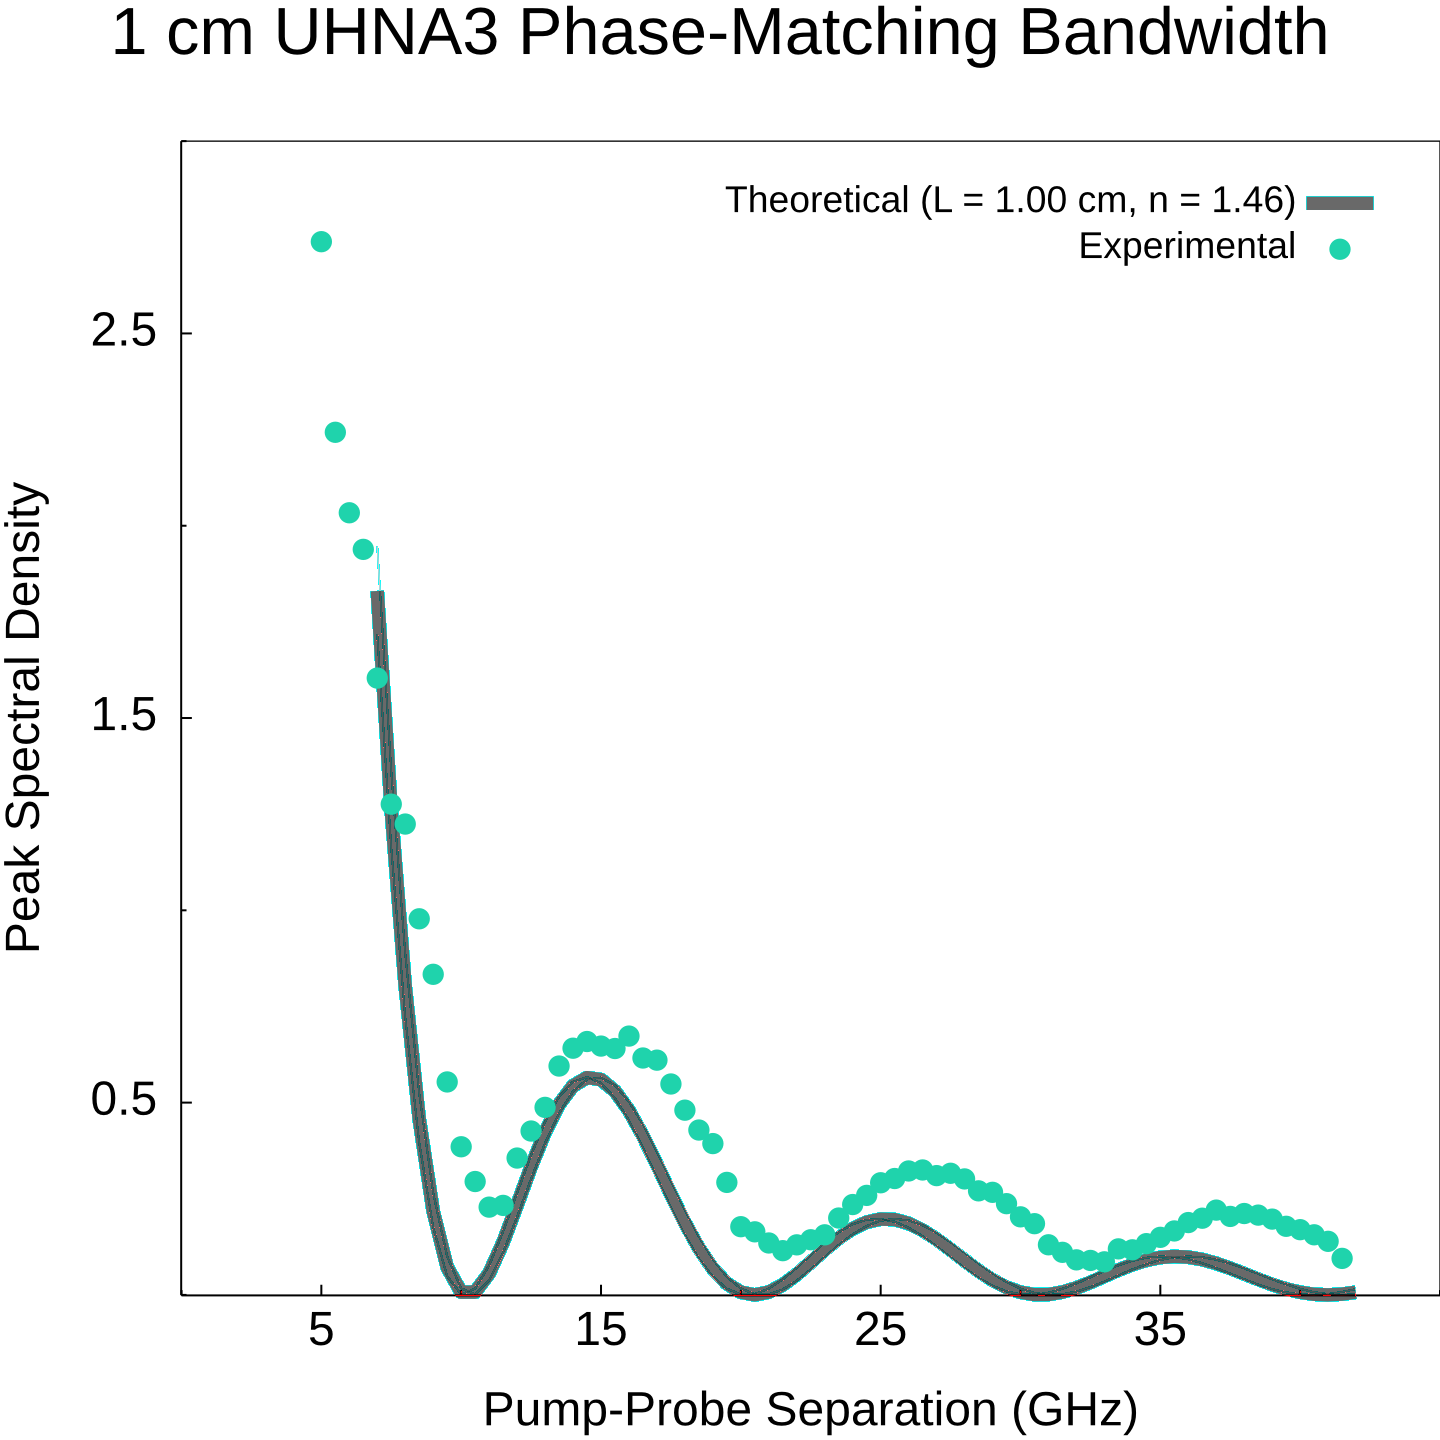 1 cm UHNA3 Phase-Matching Bandwidth
Theoretical (L = 1.00 cm, n = 1.46)
Experimental
2.5
1.5
0.5
Peak Spectral Density
5 15 25 35
Pump-Probe Separation (GHz)